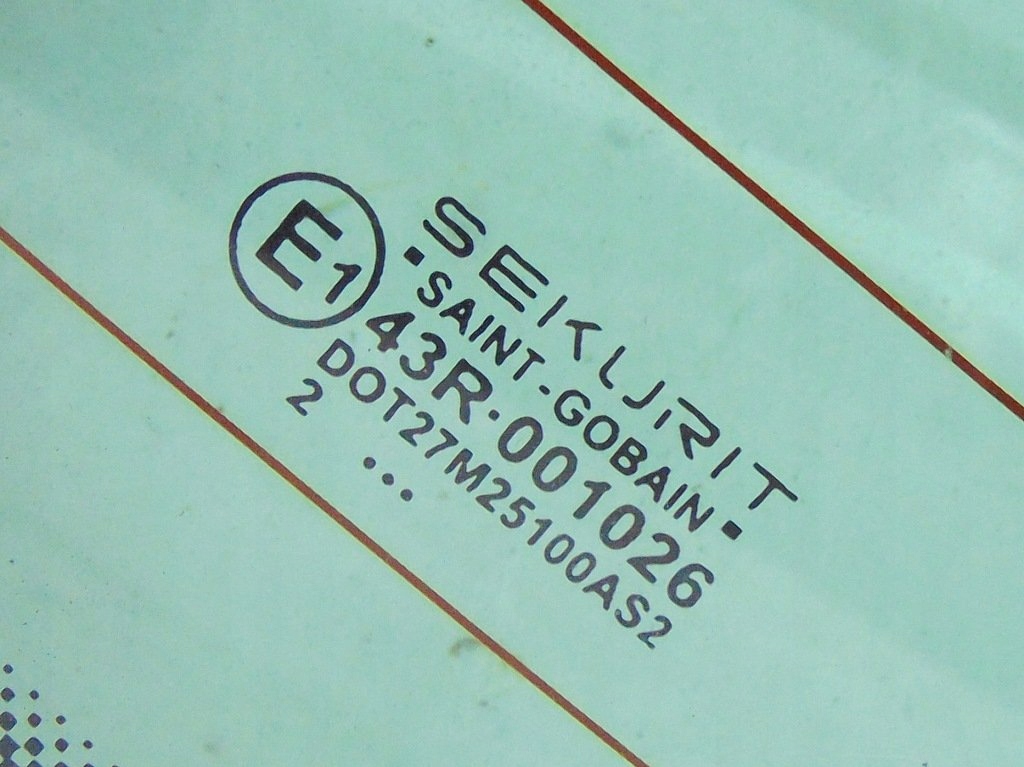 SEKURIT
·SAINT-GOBAIN·
E1
43R·001026
DOT27M25100AS2
2 ...